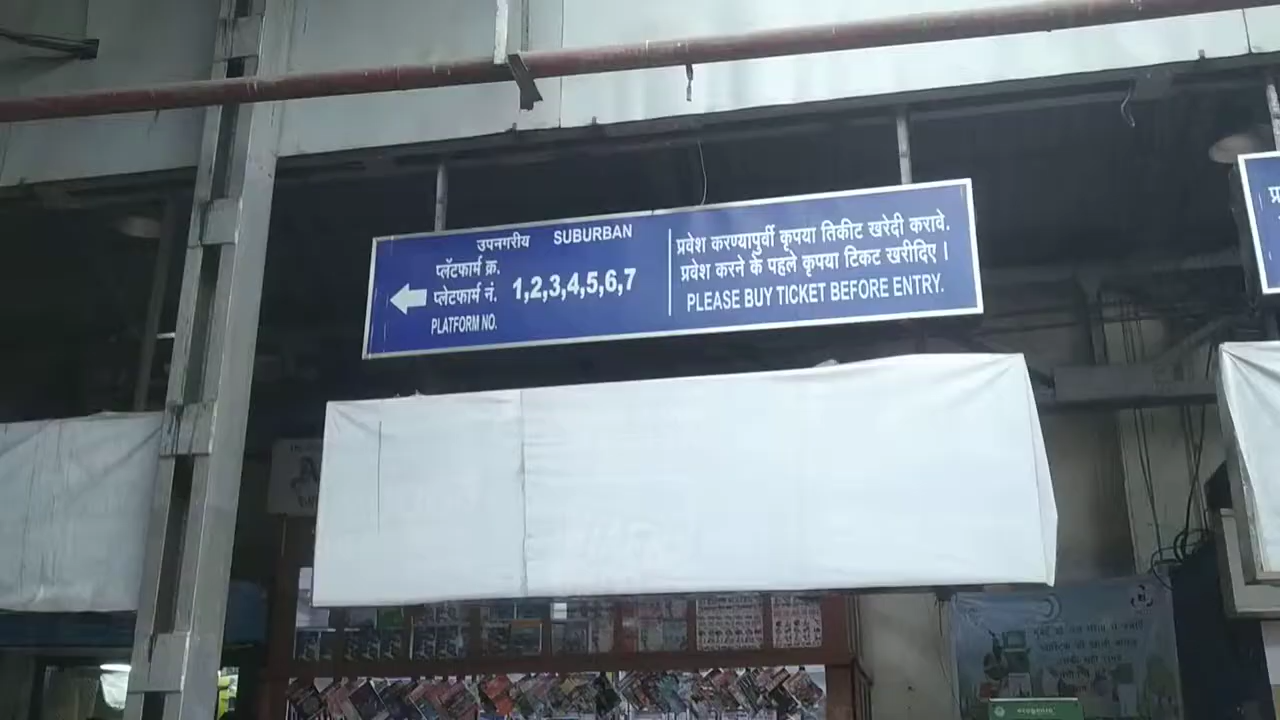 उपनगरीय SUBURBAN
प्लॅटफार्म क्र.
प्लेटफार्म नं. 1,2,3,4,5,6,7
PLATFORM NO.
प्रवेश करण्यापुर्वी कृपया तिकीट खरेदी करावे.
प्रवेश करने के पहले कृपया टिकट खरीदिए।
PLEASE BUY TICKET BEFORE ENTRY.